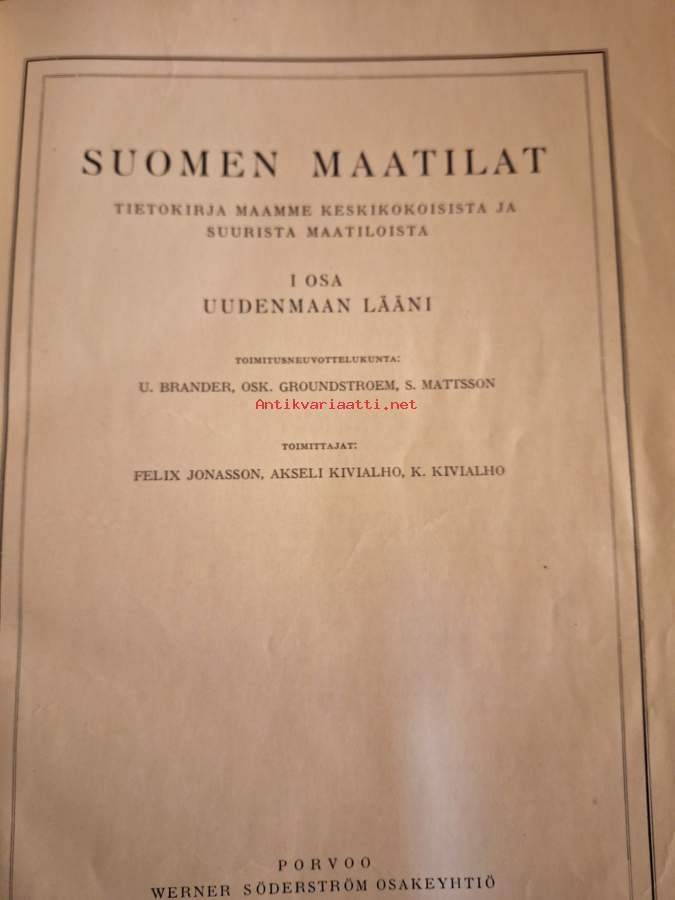 SUOMEN MAATILAT
TIETOKIRJA MAAMME KESKIKOKOISISTA JA
SUURISTA MAATILOISTA
I OSA
UUDENMAAN LÄÄNI
TOIMITUSNEUVOTTELUKUNTA:
U. BRANDER, OSK. GROUNDSTROEM, S. MATTSSON
Antikvariaatti.net
TOIMITTAJAT:
FELIX JONASSON, AKSELI KIVIALHO, K. KIVIALHO
PORVOO
WERNER SÖDERSTRÖM OSAKEYHTIÖ